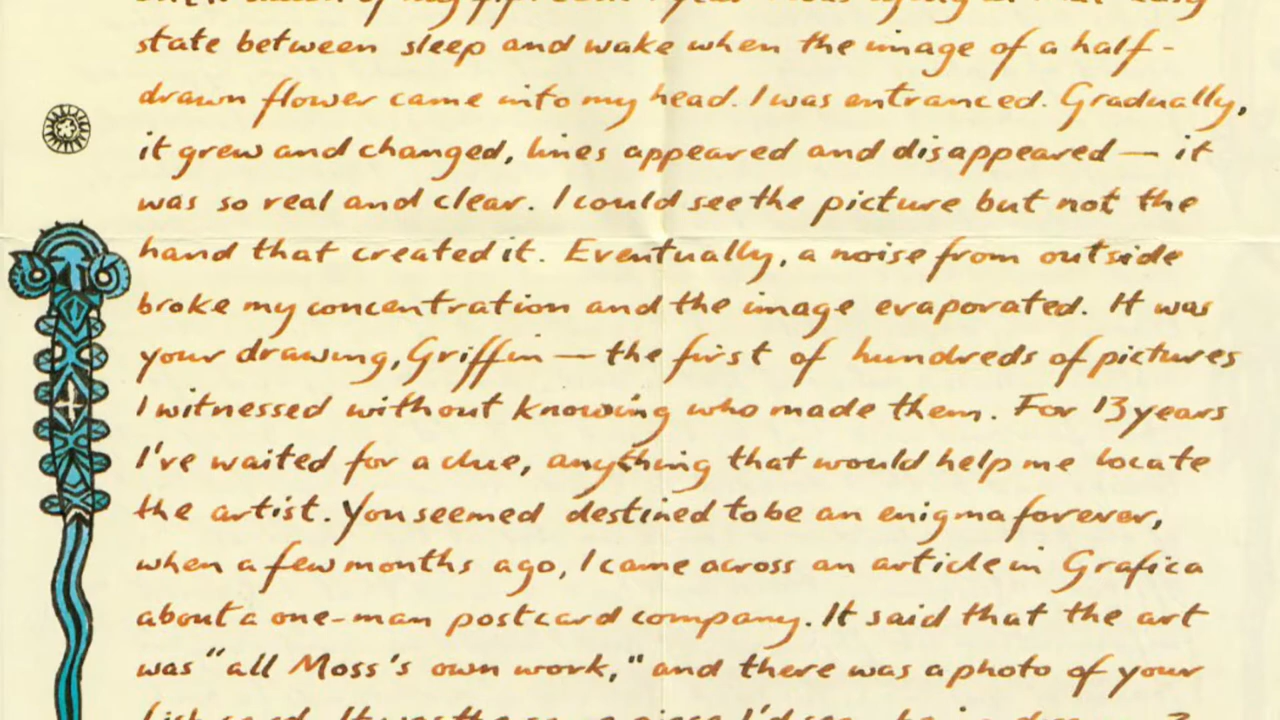 state between sleep and wake when the image of a half-
drawn flower came into my head. I was entranced. Gradually,
it grew and changed, lines appeared and disappeared — it
was so real and clear. I could see the picture but not the
hand that created it. Eventually, a noise from outside
broke my concentration and the image evaporated. It was
your drawing, Griffin — the first of hundreds of pictures
I witnessed without knowing who made them. For 13 years
I've waited for a clue, anything that would help me locate
the artist. You seemed destined to be an enigma forever,
when a few months ago, I came across an article in Grafica
about a one-man postcard company. It said that the art
was "all Moss's own work," and there was a photo of your